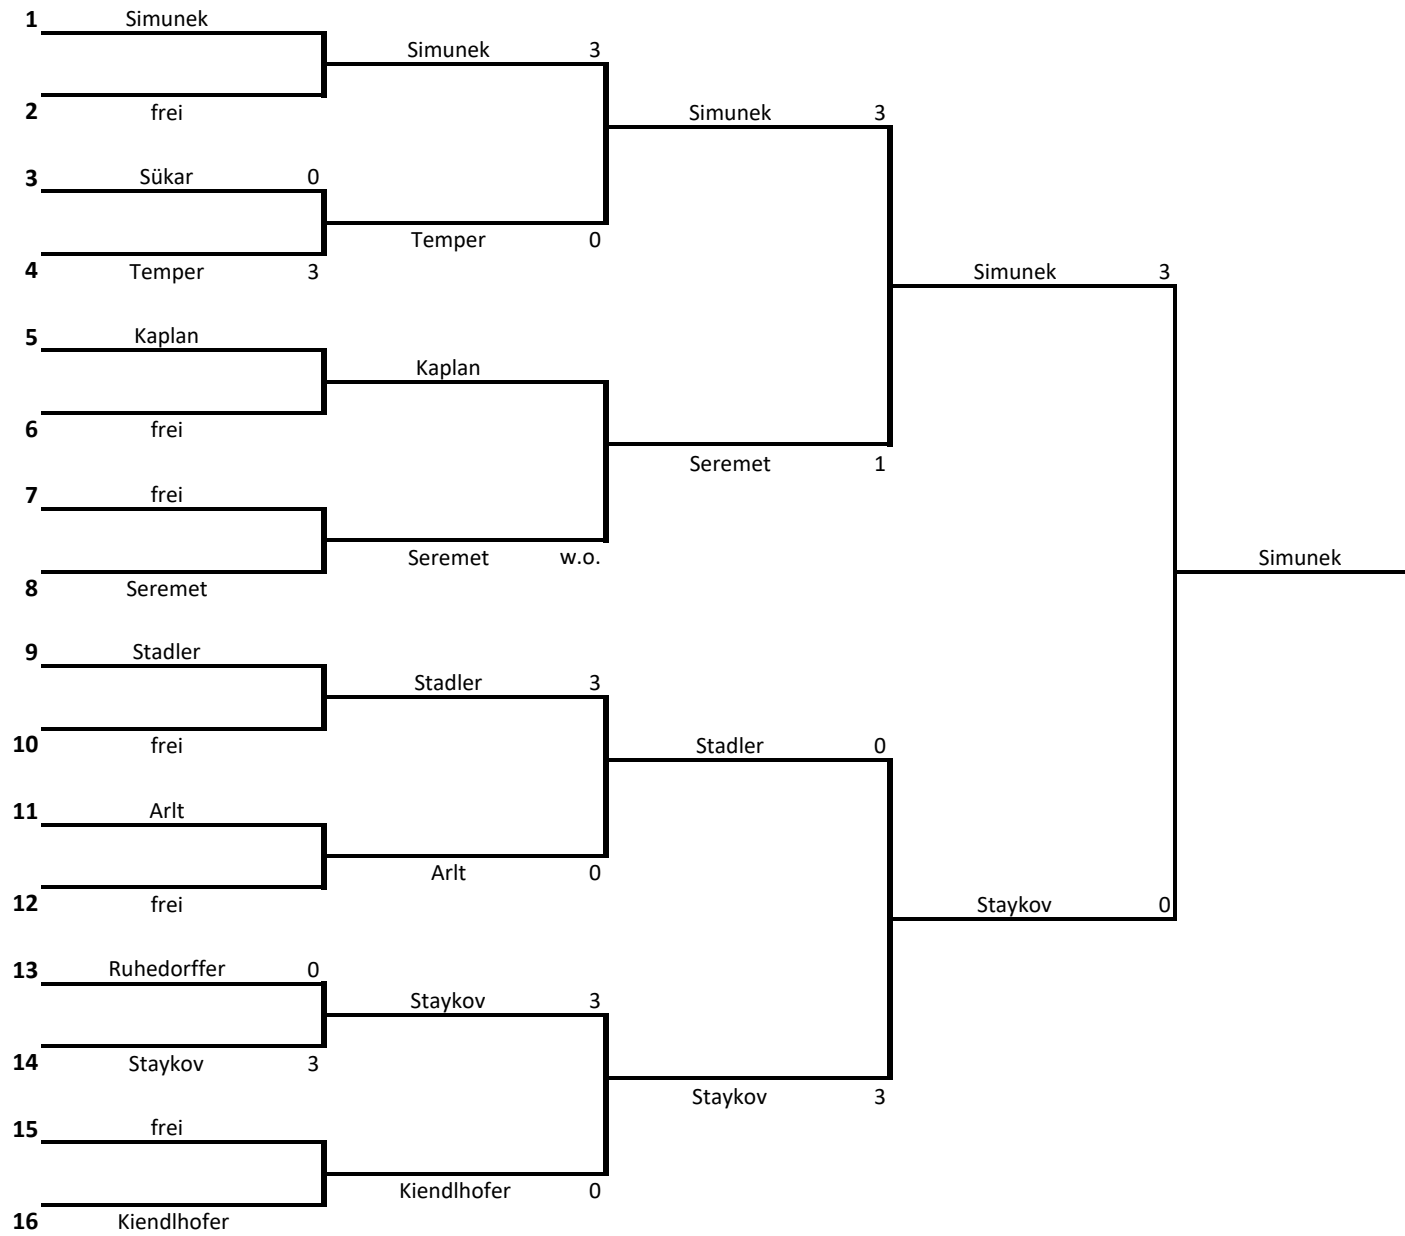 1 Simunek
Simunek 3
2 frei
Simunek 3
3 Sükar 0
Temper 0
4 Temper 3
Simunek 3
5 Kaplan
Kaplan
6 frei
Seremet 1
7 frei
Seremet w.o.
Simunek
8 Seremet
9 Stadler
Stadler 3
10 frei
Stadler 0
11 Arlt
Arlt 0
12 frei
Staykov 0
13 Ruhedorffer 0
Staykov 3
14 Staykov 3
Staykov 3
15 frei
Kiendlhofer 0
16 Kiendlhofer